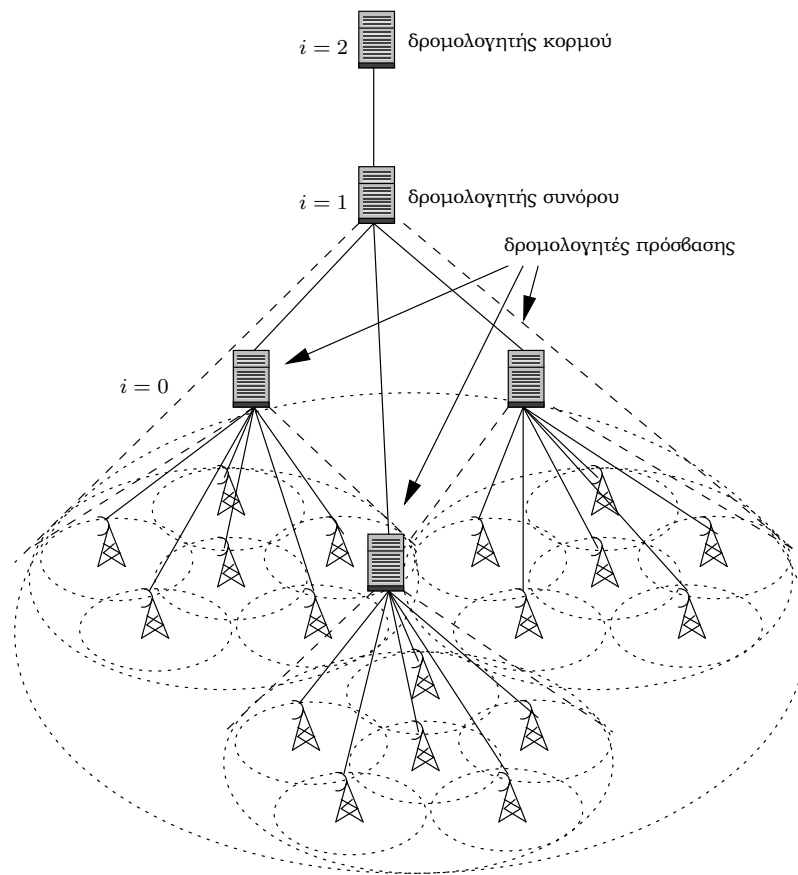 i = 2 δρομολογητής κορμού
i = 1 δρομολογητής συνόρου
δρομολογητές πρόσβασης
i = 0